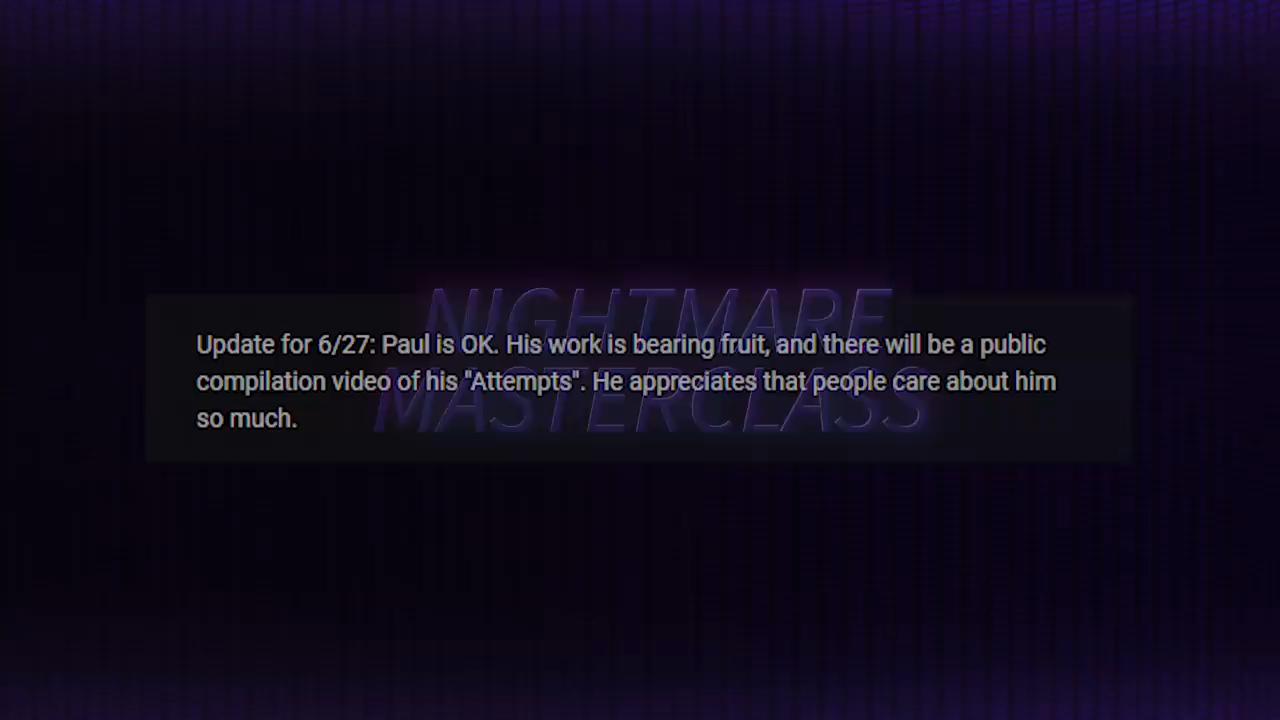 NIGHTMARE
MASTERCLASS
Update for 6/27: Paul is OK. His work is bearing fruit, and there will be a public
compilation video of his "Attempts". He appreciates that people care about him
so much.